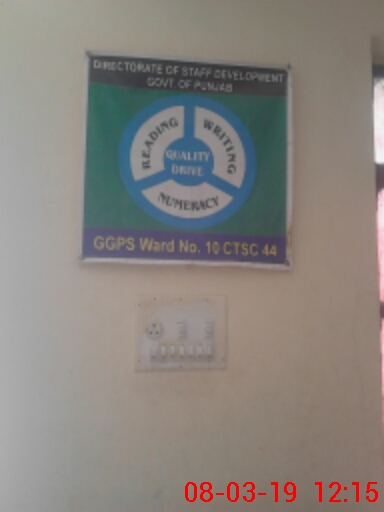 DIRECTORATE OF STAFF DEVELOPMENT
GOVT. OF PUNJAB
READING
WRITING
QUALITY
DRIVE
NUMERACY
GGPS Ward No. 10 CTSC 44
08-03-19 12:15